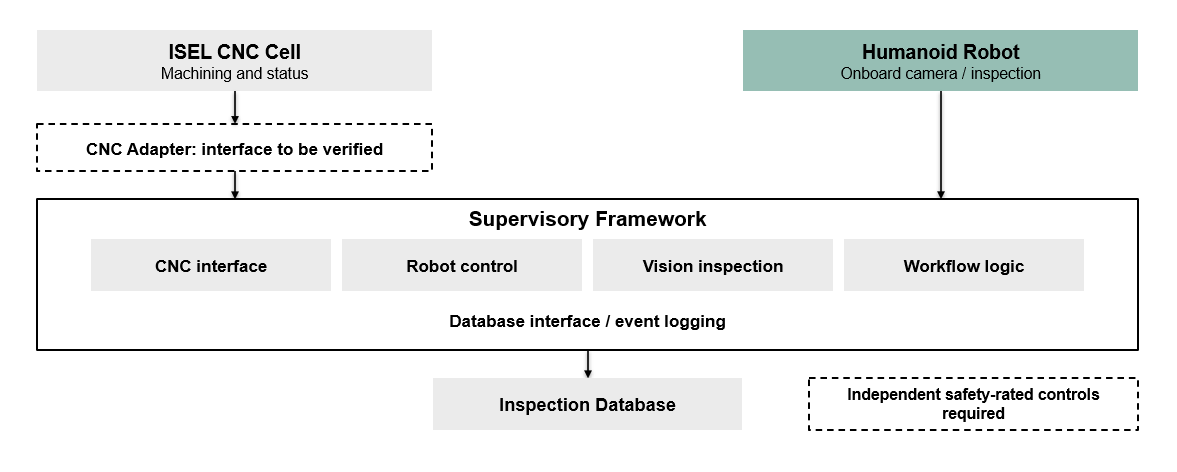 ISEL CNC Cell
Machining and status
Humanoid Robot
Onboard camera / inspection
CNC Adapter: interface to be verified
Supervisory Framework
CNC interface
Robot control
Vision inspection
Workflow logic
Database interface / event logging
Inspection Database
Independent safety-rated controls
required